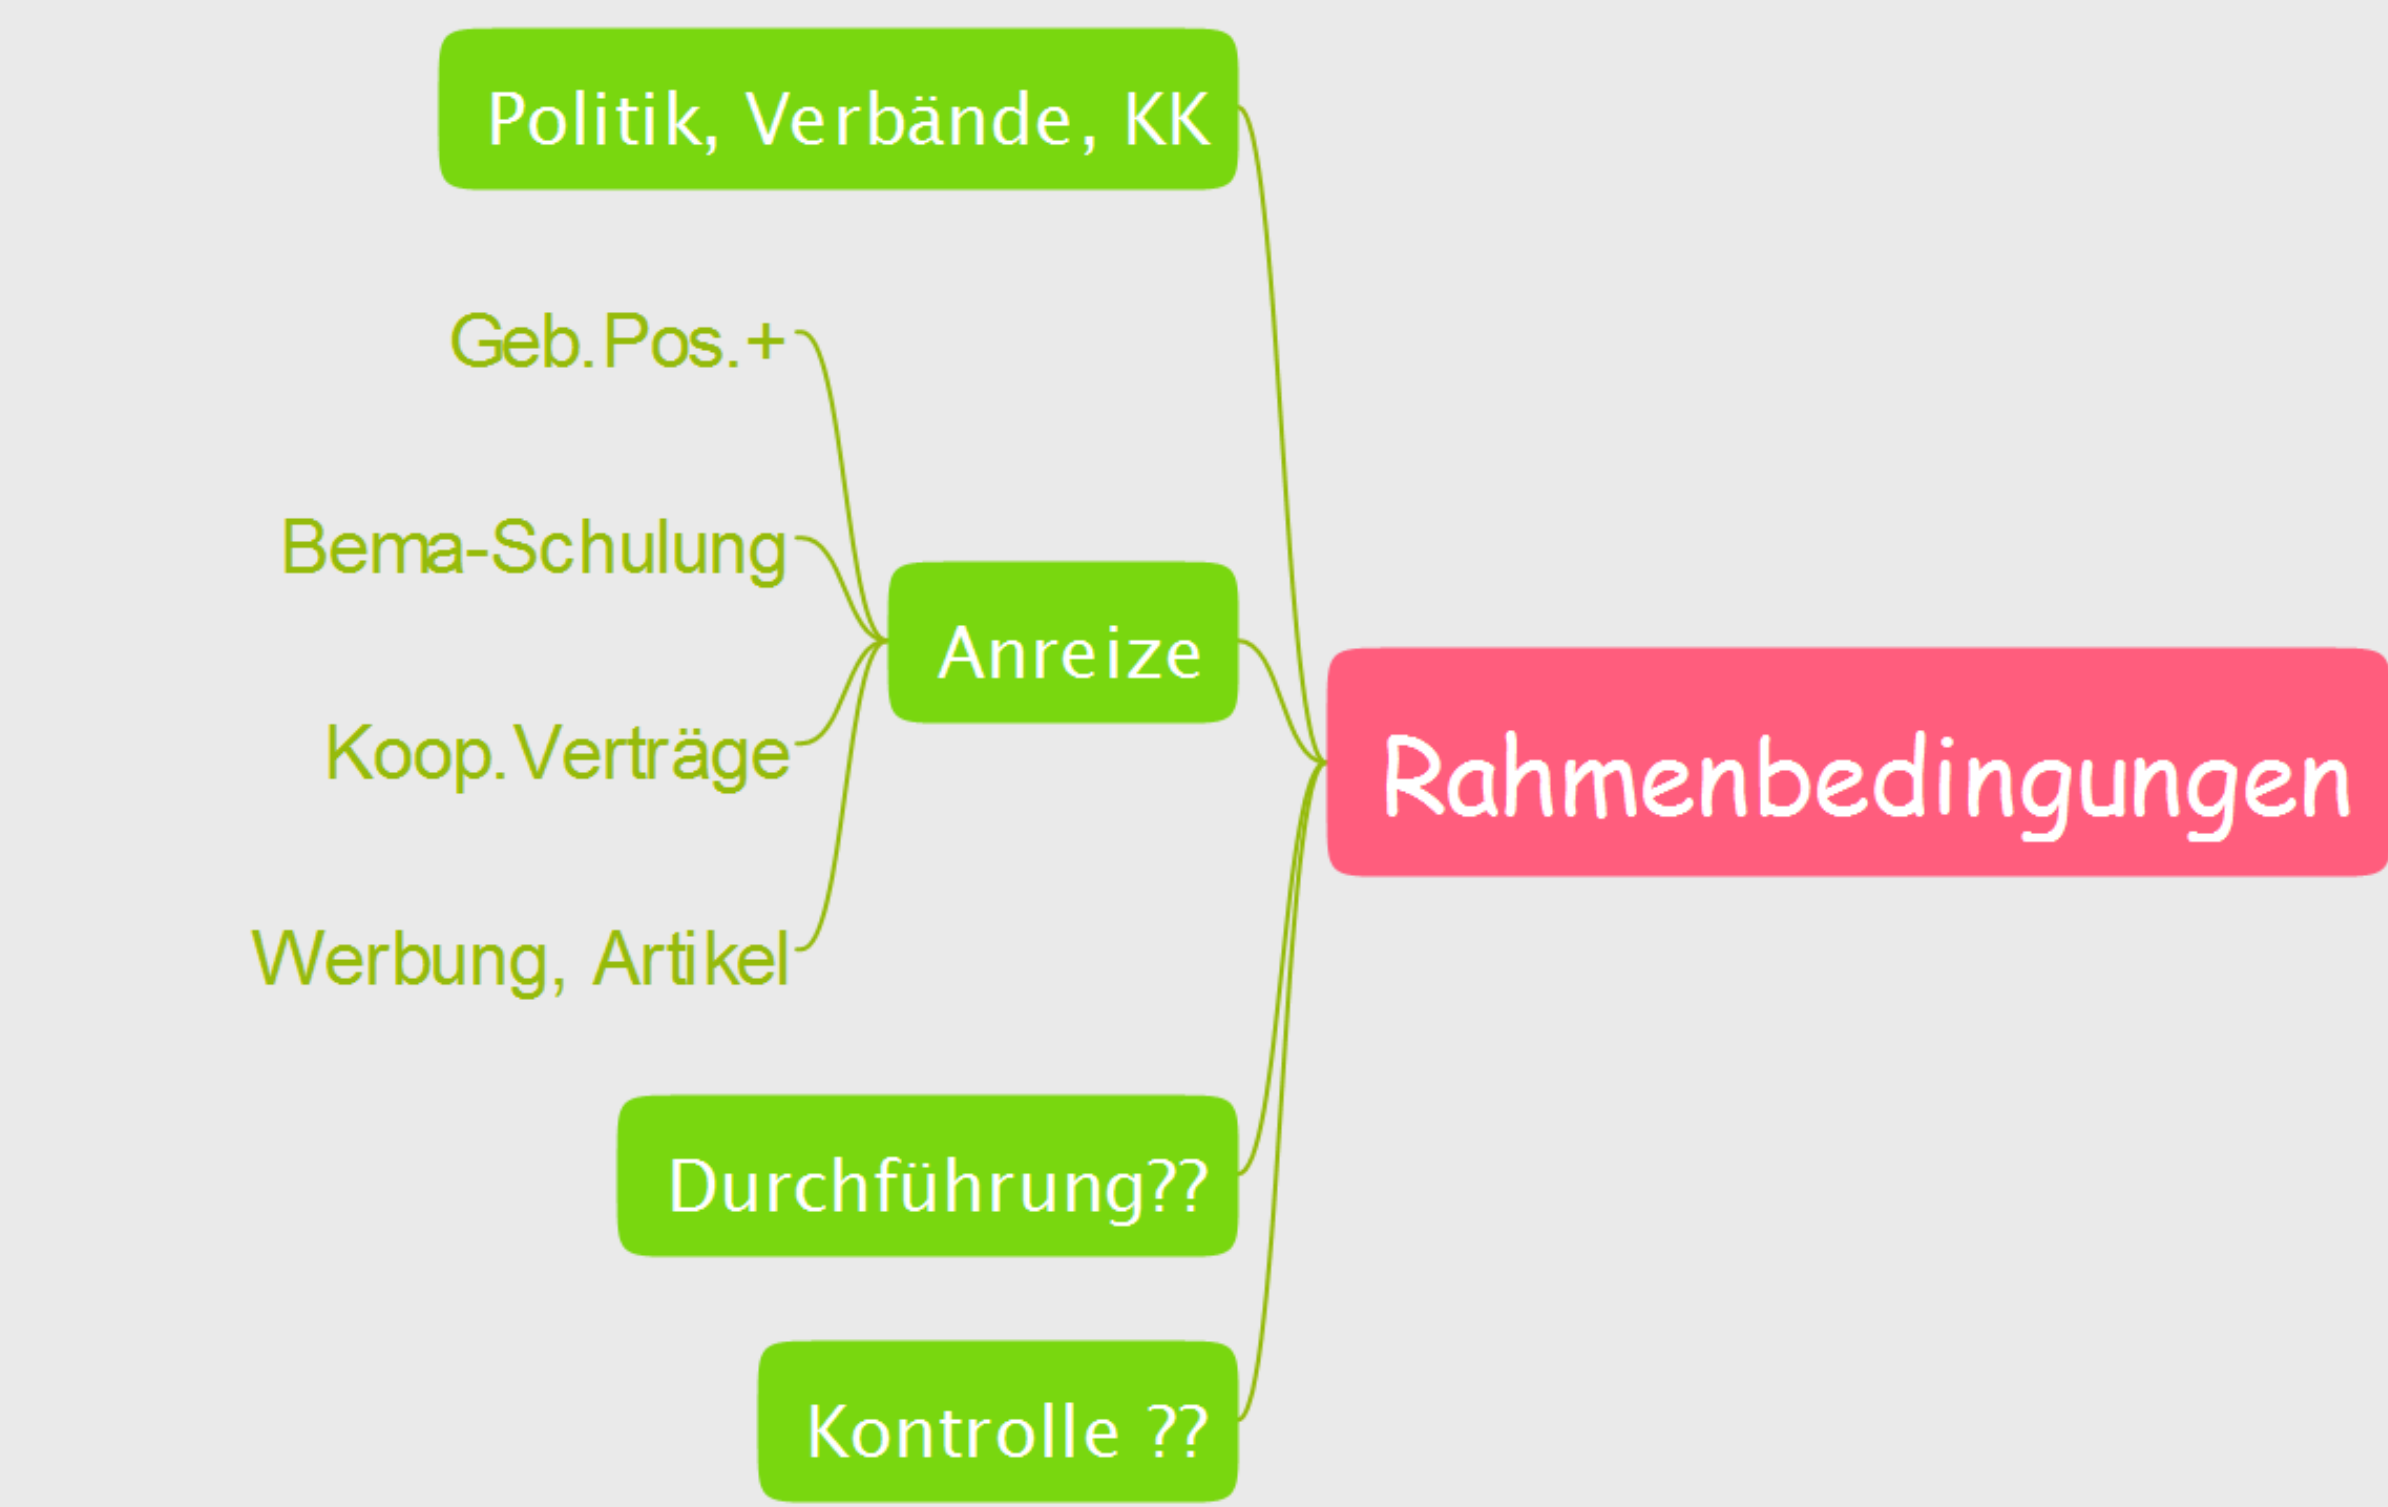 Politik, Verbände, KK
Geb.Pos.+
Bema-Schulung
Koop.Verträge
Werbung, Artikel
Anreize
Rahmenbedingungen
Durchführung??
Kontrolle ??